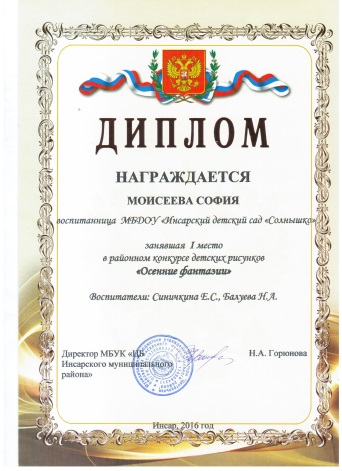 ДИПЛОМ
НАГРАЖДАЕТСЯ
МОИСЕЕВА СОФИЯ
воспитанница МБДОУ «Инсарский детский сад «Солнышко»
занявшая I место
в районном конкурсе детских рисунков
«Осенние фантазии»
Воспитатели: Синичкина Е.С., Балуева Н.А.
Директор МБУК «ЦБ Н.А. Горюнова
Инсарского муниципального
района»
Инсар, 2016 год